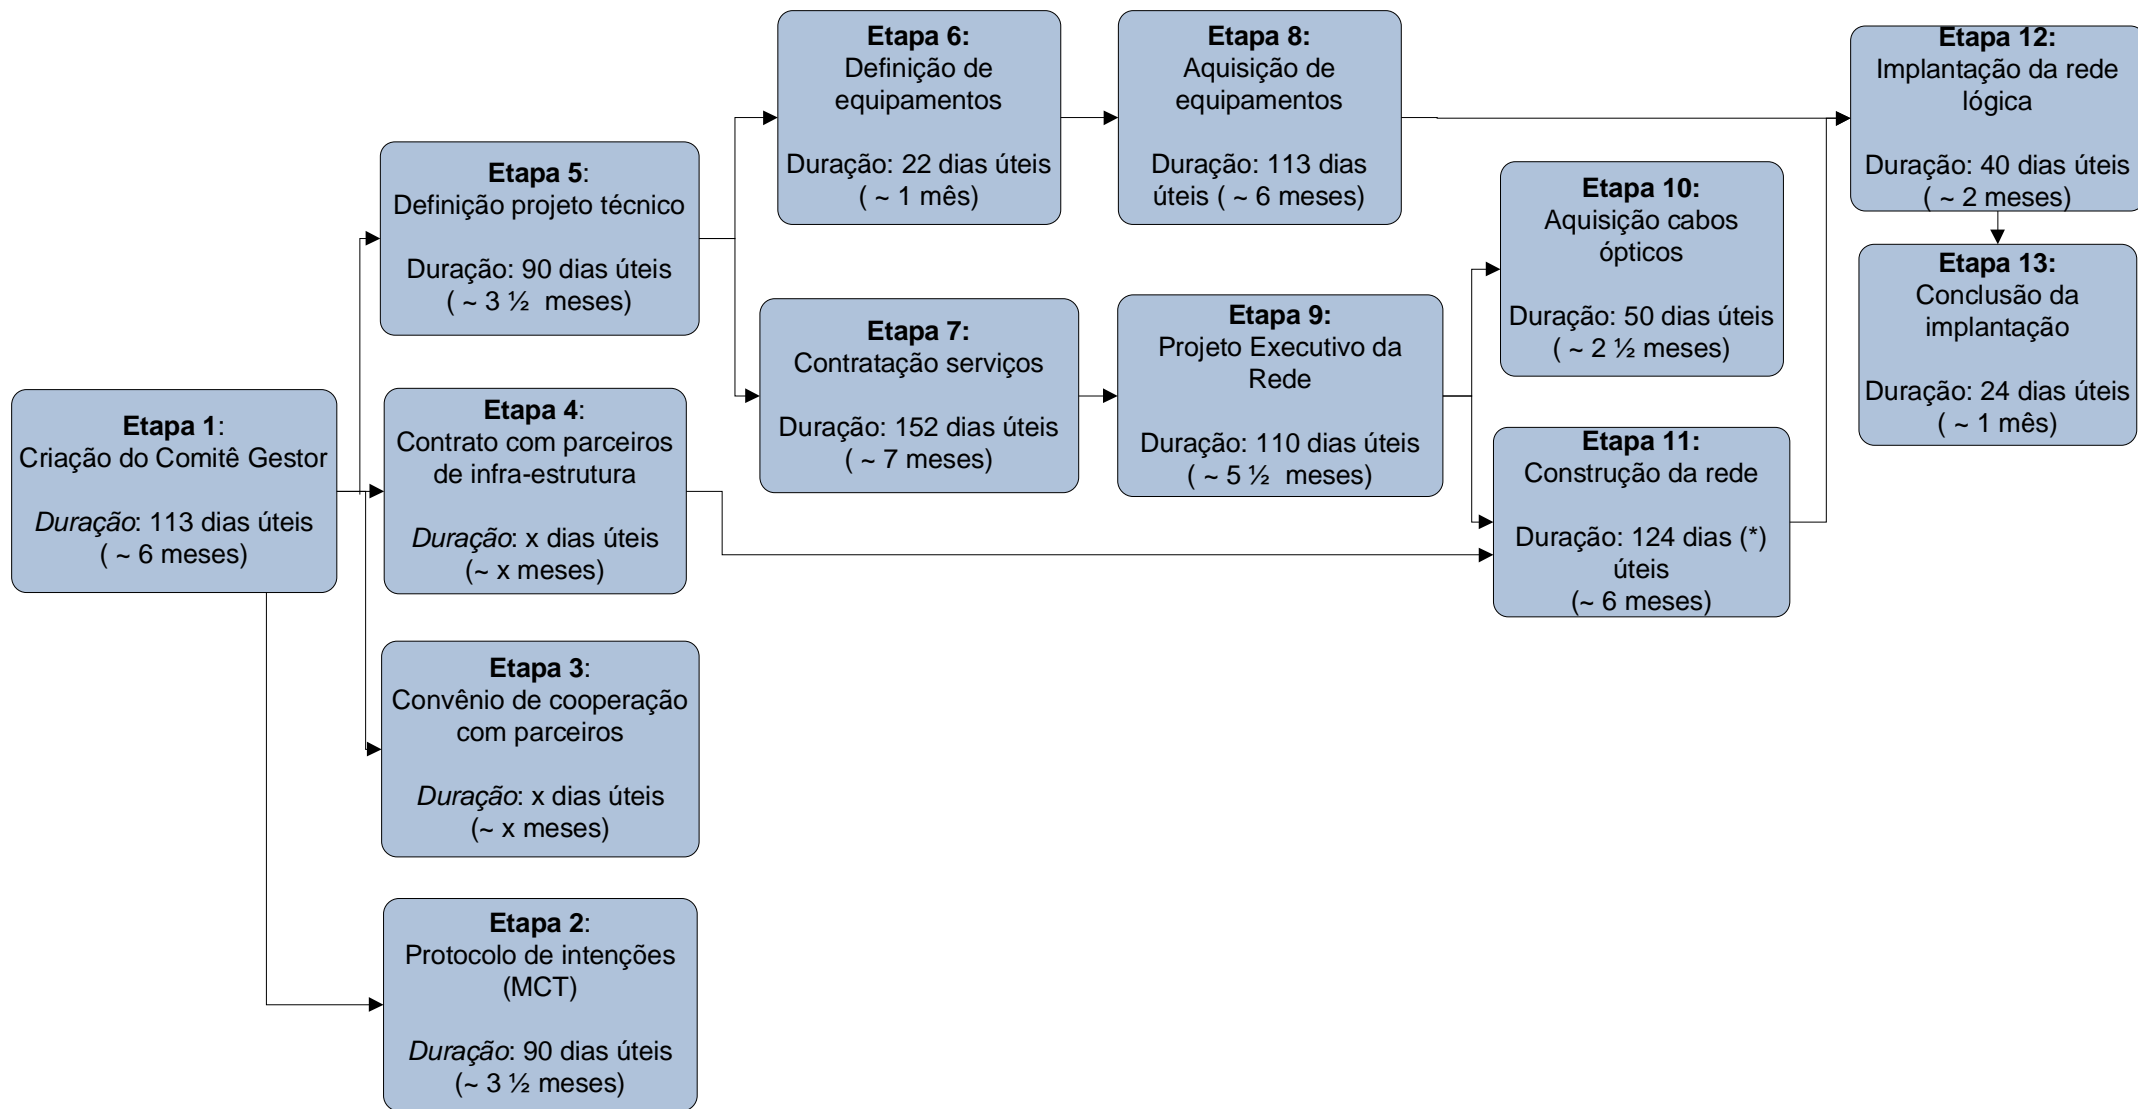 Etapa 1:
Criação do Comitê Gestor
Duração: 113 dias úteis
( ~ 6 meses)
Etapa 5:
Definição projeto técnico
Duração: 90 dias úteis
( ~ 3 ½  meses)
Etapa 4:
Contrato com parceiros
de infra-estrutura
Duração: x dias úteis
(~ x meses)
Etapa 3:
Convênio de cooperação
com parceiros
Duração: x dias úteis
(~ x meses)
Etapa 2:
Protocolo de intenções
(MCT)
Duração: 90 dias úteis
(~ 3 ½ meses)
Etapa 6:
Definição de
equipamentos
Duração: 22 dias úteis
( ~ 1 mês)
Etapa 7:
Contratação serviços
Duração: 152 dias úteis
( ~ 7 meses)
Etapa 8:
Aquisição de
equipamentos
Duração: 113 dias
úteis ( ~ 6 meses)
Etapa 9:
Projeto Executivo da
Rede
Duração: 110 dias úteis
( ~ 5 ½  meses)
Etapa 10:
Aquisição cabos
ópticos
Duração: 50 dias úteis
( ~ 2 ½ meses)
Etapa 11:
Construção da rede
Duração: 124 dias (*)
úteis
(~ 6 meses)
Etapa 12:
Implantação da rede
lógica
Duração: 40 dias úteis
( ~ 2 meses)
Etapa 13:
Conclusão da
implantação
Duração: 24 dias úteis
( ~ 1 mês)